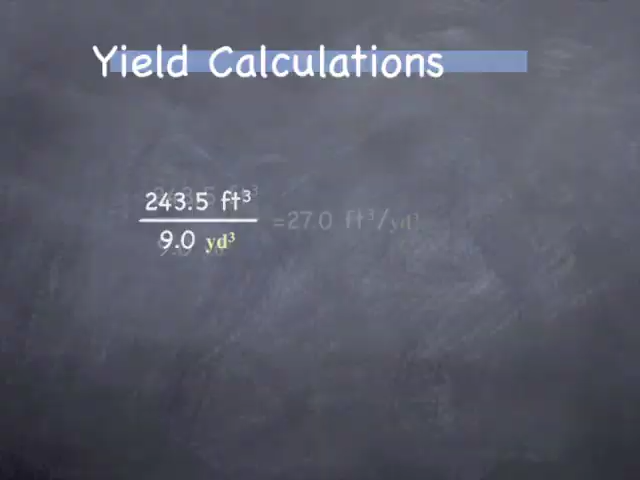 Yield Calculations
243.5 ft³
9.0 yd³
=27.0 ft³/yd³